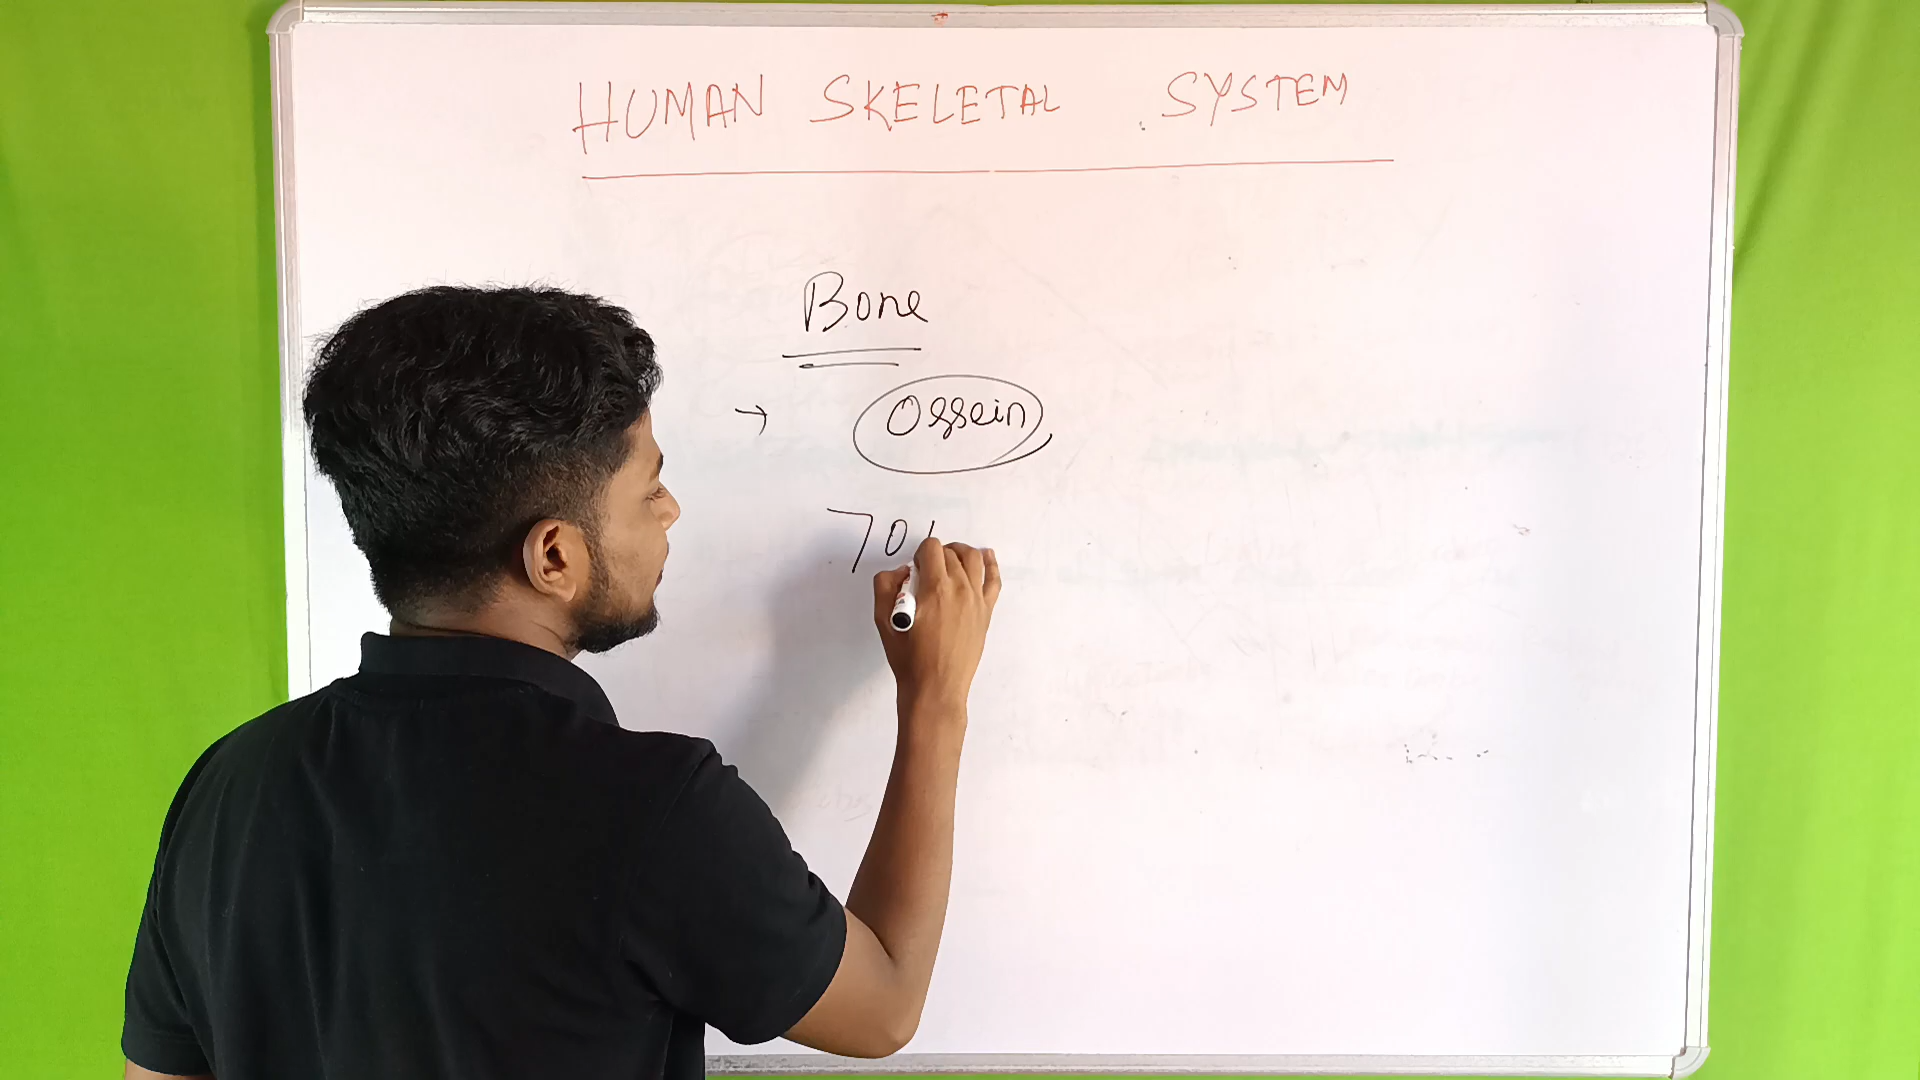 HUMAN SKELETAL SYSTEM
Bone
→ Ossein
70